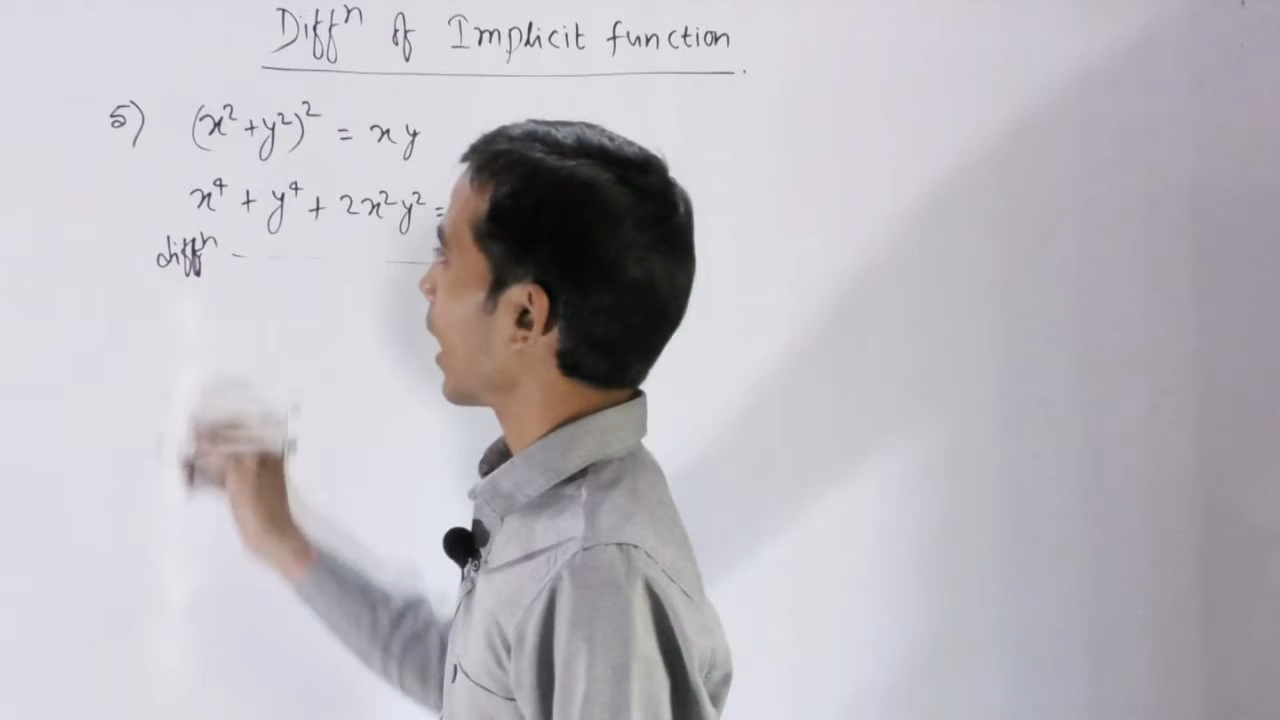 Diffⁿ of Implicit function
5) (x² + y²)² = xy
x⁴ + y⁴ + 2x²y² =
diffⁿ -